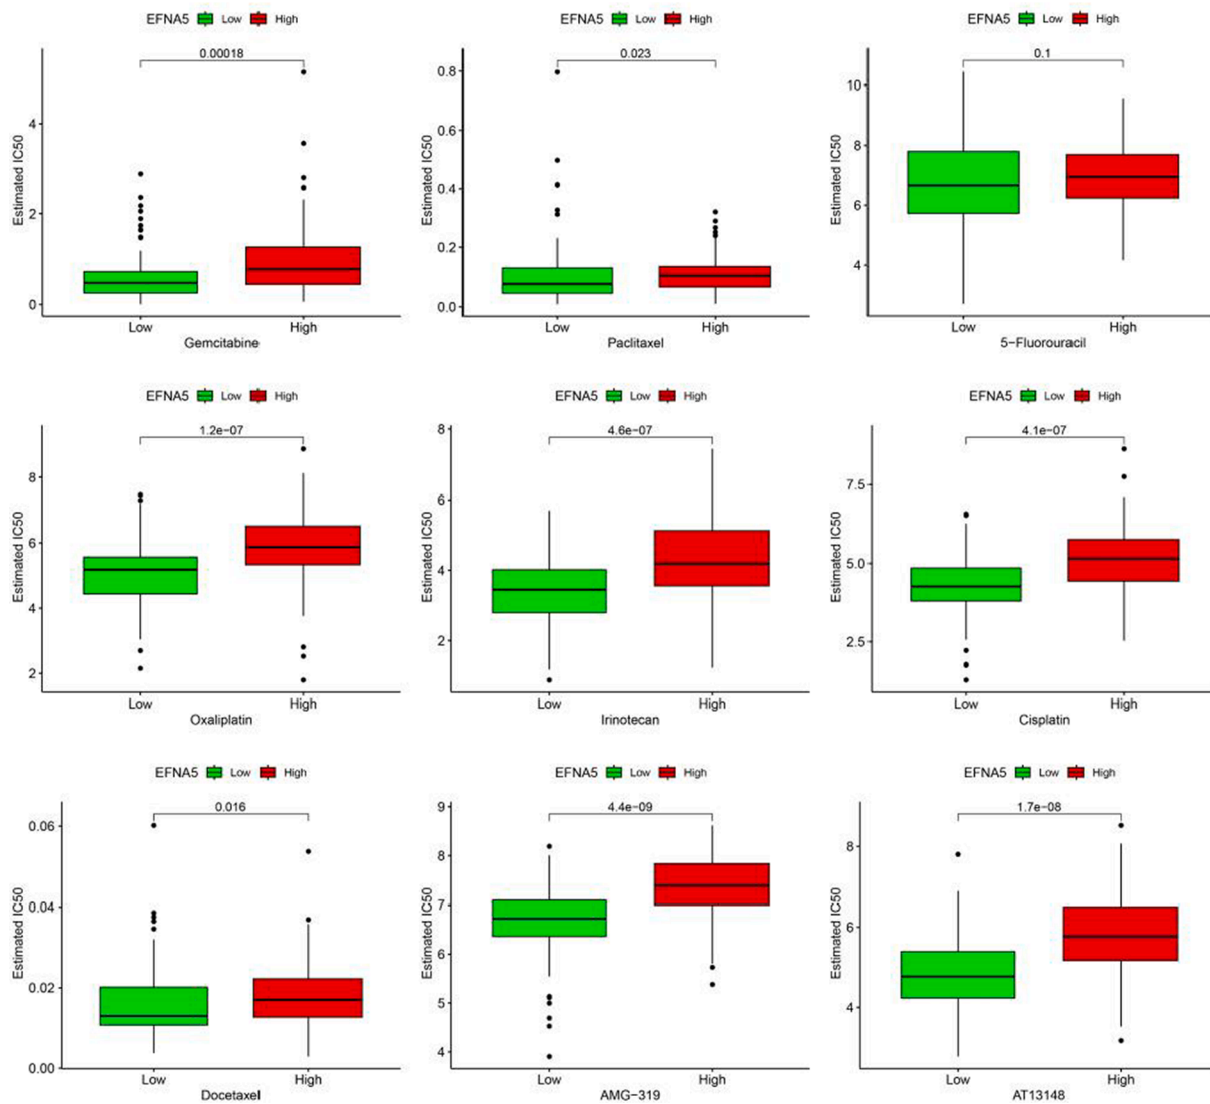 EFNA5 Low High
0.00018
Estimated IC50
4
2
0
Low High
Gemcitabine
EFNA5 Low High
0.023
Estimated IC50
0.8
0.6
0.4
0.2
0.0
Low High
Paclitaxel
EFNA5 Low High
0.1
Estimated IC50
10
8
6
4
Low High
5-Fluorouracil
EFNA5 Low High
1.2e-07
Estimated IC50
8
6
4
2
Low High
Oxaliplatin
EFNA5 Low High
4.6e-07
Estimated IC50
8
6
4
2
Low High
Irinotecan
EFNA5 Low High
4.1e-07
Estimated IC50
7.5
5.0
2.5
Low High
Cisplatin
EFNA5 Low High
0.016
Estimated IC50
0.06
0.04
0.02
0.00
Low High
Docetaxel
EFNA5 Low High
4.4e-09
Estimated IC50
9
8
7
6
5
4
Low High
AMG-319
EFNA5 Low High
1.7e-08
Estimated IC50
8
6
4
Low High
AT13148